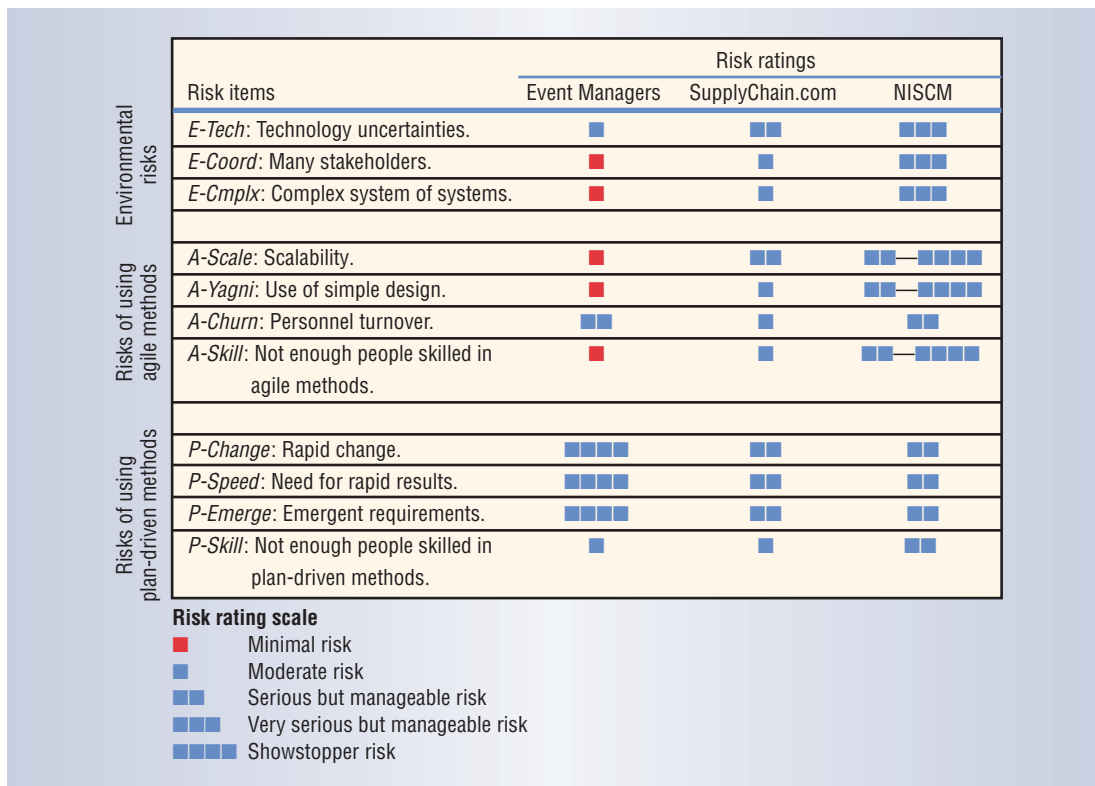 Risk ratings
Risk items Event Managers SupplyChain.com NISCM
Environmental
risks
E-Tech: Technology uncertainties.
E-Coord: Many stakeholders.
E-Cmplx: Complex system of systems.
Risks of using
agile methods
A-Scale: Scalability.
A-Yagni: Use of simple design.
A-Churn: Personnel turnover.
A-Skill: Not enough people skilled in
agile methods.
Risks of using
plan-driven methods
P-Change: Rapid change.
P-Speed: Need for rapid results.
P-Emerge: Emergent requirements.
P-Skill: Not enough people skilled in
plan-driven methods.
Risk rating scale
Minimal risk
Moderate risk
Serious but manageable risk
Very serious but manageable risk
Showstopper risk